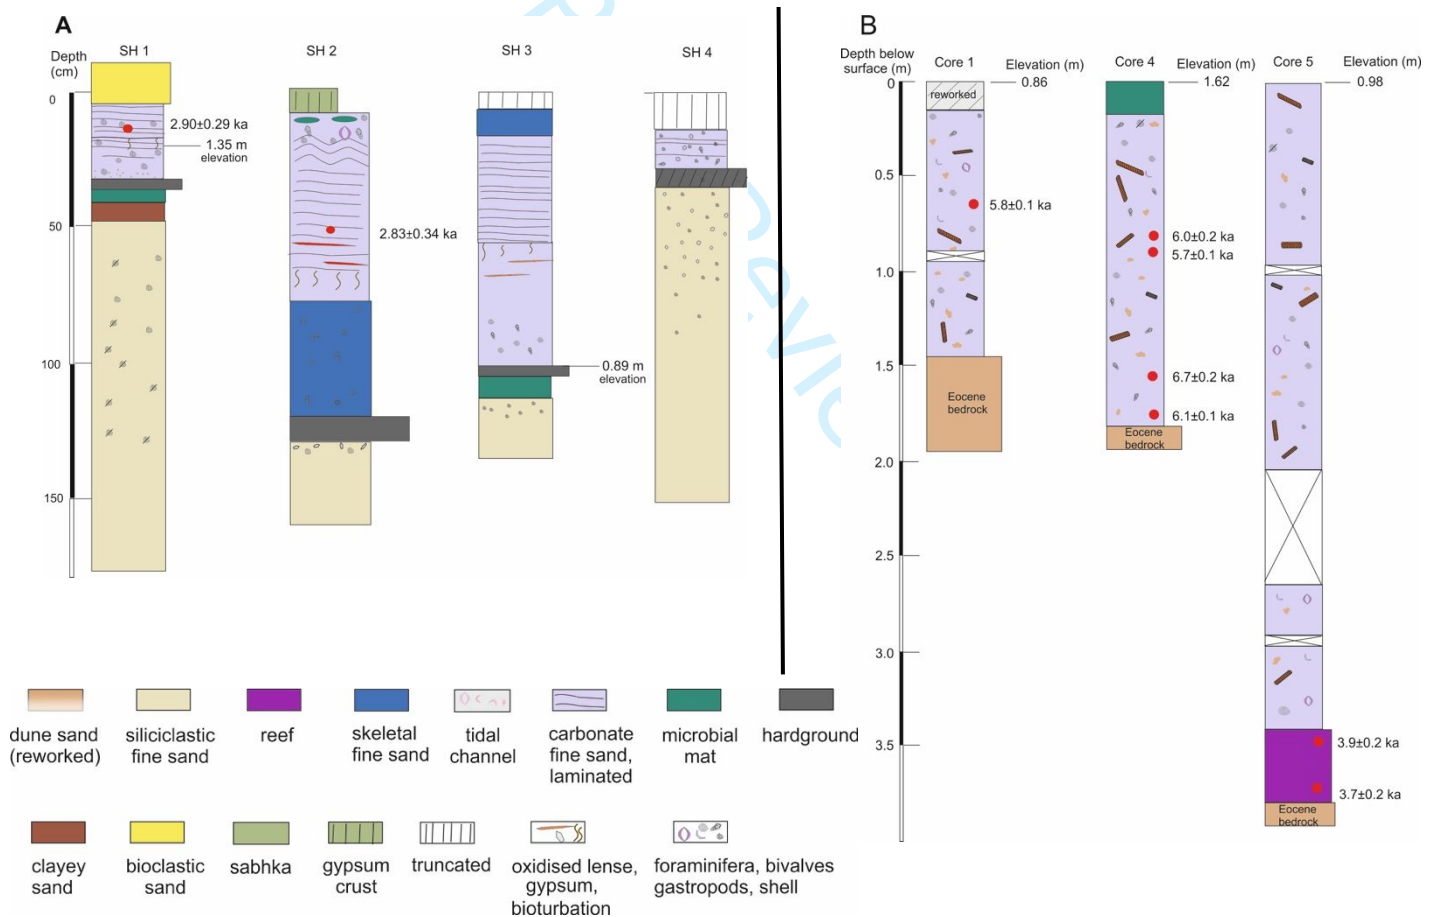 A
Depth
(cm)
SH 1
SH 2
SH 3
SH 4
0
50
100
150
2.90±0.29 ka
1.35 m
elevation
2.83±0.34 ka
0.89 m
elevation
B
Depth below
surface (m)
Core 1
Elevation (m)
0.86
Core 4
Elevation (m)
1.62
Core 5
Elevation (m)
0.98
0
0.5
1.0
1.5
2.0
2.5
3.0
3.5
reworked
5.8±0.1 ka
Eocene
bedrock
6.0±0.2 ka
5.7±0.1 ka
6.7±0.2 ka
6.1±0.1 ka
Eocene
bedrock
3.9±0.2 ka
3.7±0.2 ka
Eocene
bedrock
dune sand
(reworked)
siliciclastic
fine sand
reef
skeletal
fine sand
tidal
channel
carbonate
fine sand,
laminated
microbial
mat
hardground
clayey
sand
bioclastic
sand
sabhka
gypsum
crust
truncated
oxidised lense,
gypsum,
bioturbation
foraminifera, bivalves
gastropods, shell